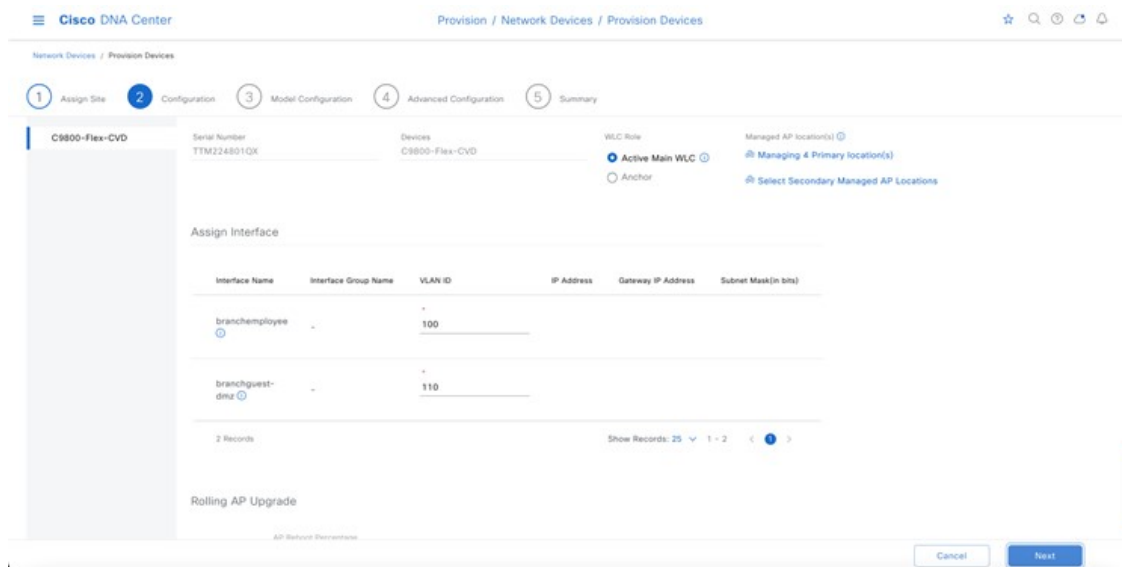 Cisco DNA Center
Provision / Network Devices / Provision Devices
Network Devices / Provision Devices
1 Assign Site 2 Configuration 3 Model Configuration 4 Advanced Configuration 5 Summary
C9800-Flex-CVD
Serial Number Devices WLC Role Managed AP location(s)
TTM224801QX C9800-Flex-CVD Active Main WLC Managing 4 Primary location(s)
Anchor Select Secondary Managed AP Locations
Assign Interface
Interface Name Interface Group Name VLAN ID IP Address Gateway IP Address Subnet Mask(in bits)
branchemployee - 100
branchguest-
dmz - 110
2 Records Show Records: 25 1 - 2 < 1 >
Rolling AP Upgrade
AP Reboot Percentage
Cancel Next